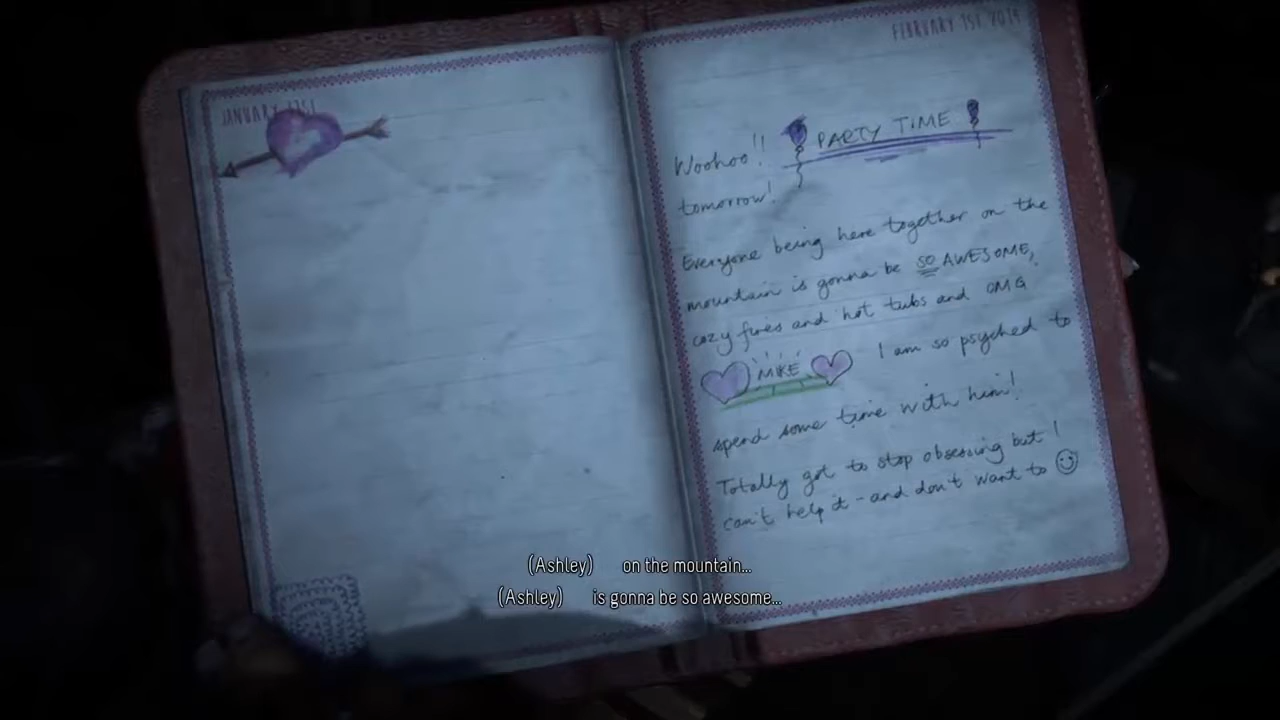 JANUARY 31ST
FEBRUARY 1ST 2014
Woohoo!! PARTY TIME
tomorrow!
Everyone being here together on the
mountain is gonna be SO AWESOME,
cozy fires and hot tubs and OMG
MIKE I am so psyched to
spend some time with him!
Totally got to stop obsessing but I
can't help it - and don't want to
(Ashley) on the mountain...
(Ashley) is gonna be so awesome...